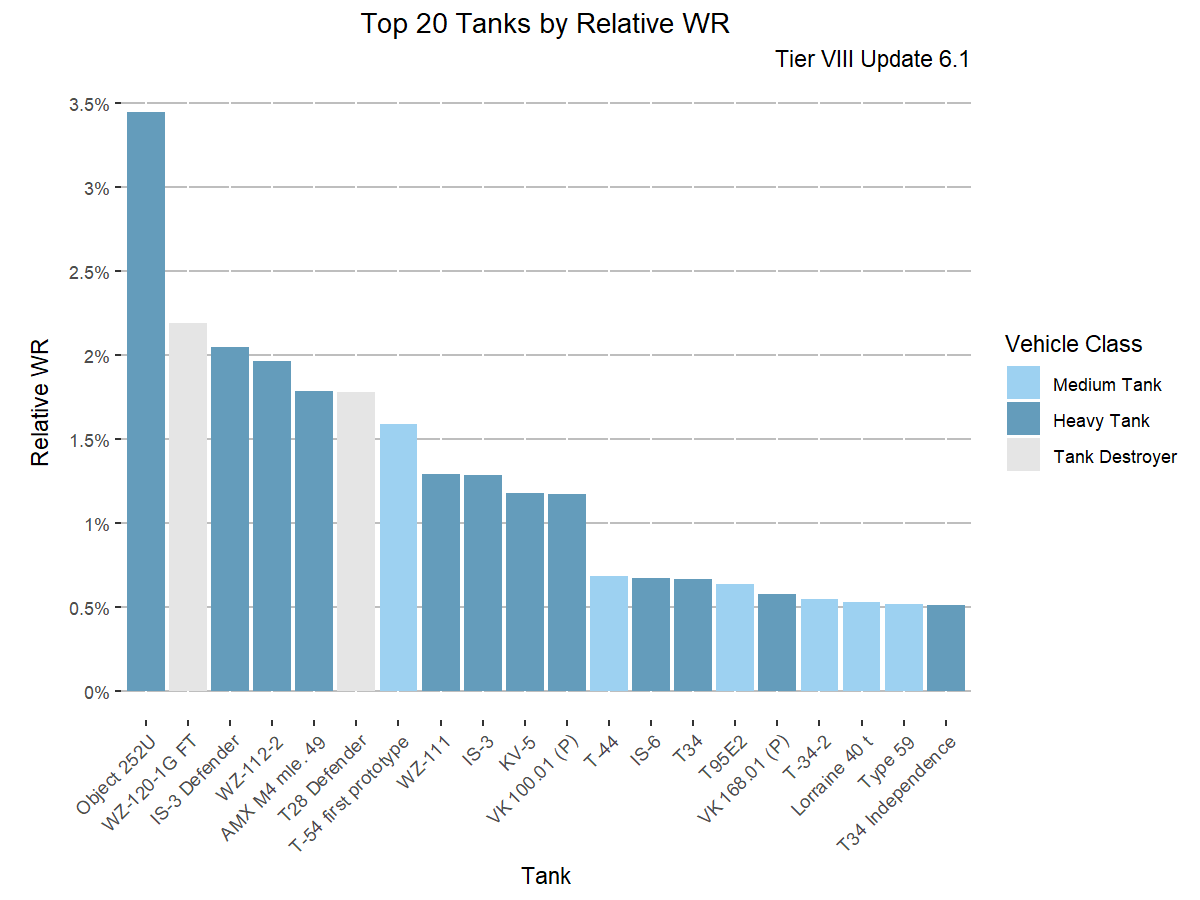 Top 20 Tanks by Relative WR
Tier VIII Update 6.1
3.5%
3%
2.5%
2%
1.5%
1%
0.5%
0%
Relative WR
Object 252U
WZ-120-1G FT
IS-3 Defender
WZ-112-2
AMX M4 mle. 49
T28 Defender
T-54 first prototype
WZ-111
IS-3
KV-5
VK 100.01 (P)
T-44
IS-6
T34
T95E2
VK 168.01 (P)
T-34-2
Lorraine 40 t
Type 59
T34 Independence
Tank
Vehicle Class
Medium Tank
Heavy Tank
Tank Destroyer